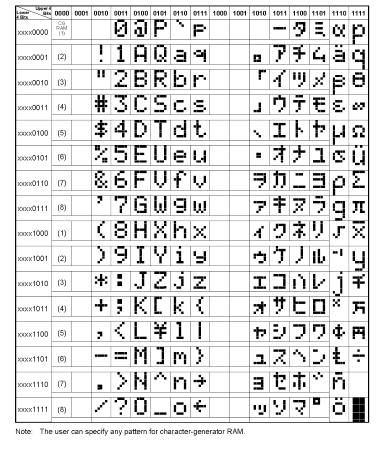 Upper 4 Bits
Lower 4 Bits 0000 0001 0010 0011 0100 0101 0110 0111 1000 1001 1010 1011 1100 1101 1110 1111
xxxx0000 CG RAM (1) 0 @ P ` p ー タ ミ α p
xxxx0001 (2) ! 1 A Q a q 。 ア チ ム ä q
xxxx0010 (3) " 2 B R b r 「 イ ツ メ β θ
xxxx0011 (4) # 3 C S c s 」 ウ テ モ ε ∞
xxxx0100 (5) $ 4 D T d t 、 エ ト ヤ μ Ω
xxxx0101 (6) % 5 E U e u ・ オ ナ ユ σ ü
xxxx0110 (7) & 6 F V f v ヲ カ ニ ヨ ρ Σ
xxxx0111 (8) ' 7 G W g w ァ キ ヌ ラ g π
xxxx1000 (1) ( 8 H X h x ィ ク ネ リ √ x̄
xxxx1001 (2) ) 9 I Y i y ゥ ケ ノ ル ⁻¹ y
xxxx1010 (3) * : J Z j z ェ コ ハ レ j 千
xxxx1011 (4) + ; K [ k { ォ サ ヒ ロ ˣ 万
xxxx1100 (5) , < L ¥ l | ャ シ フ ワ ¢ 円
xxxx1101 (6) - = M ] m } ュ ス ヘ ン £ ÷
xxxx1110 (7) . > N ^ n → ョ セ ホ ゛ ñ
xxxx1111 (8) / ? O _ o ← ッ ソ マ ゜ ö █
Note: The user can specify any pattern for character-generator RAM.